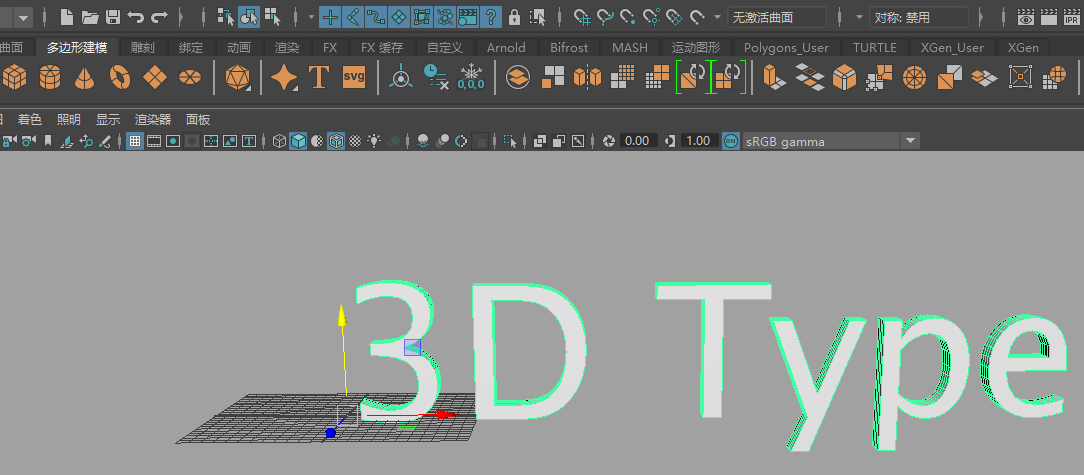 无激活曲面 对称: 禁用
曲面 多边形建模 雕刻 绑定 动画 渲染 FX FX 缓存 自定义 Arnold Bifrost MASH 运动图形 Polygons_User TURTLE XGen_User XGen
T svg 0,0,0
着色 照明 显示 渲染器 面板
0.00 1.00 ON sRGB gamma
3D Type